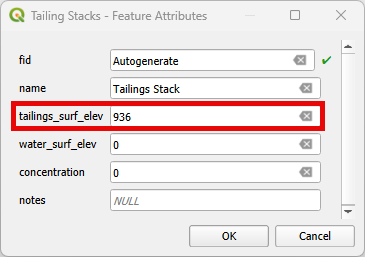 Tailing Stacks - Feature Attributes
fid Autogenerate
name Tailings Stack
tailings_surf_elev 936
water_surf_elev 0
concentration 0
notes NULL
OK Cancel